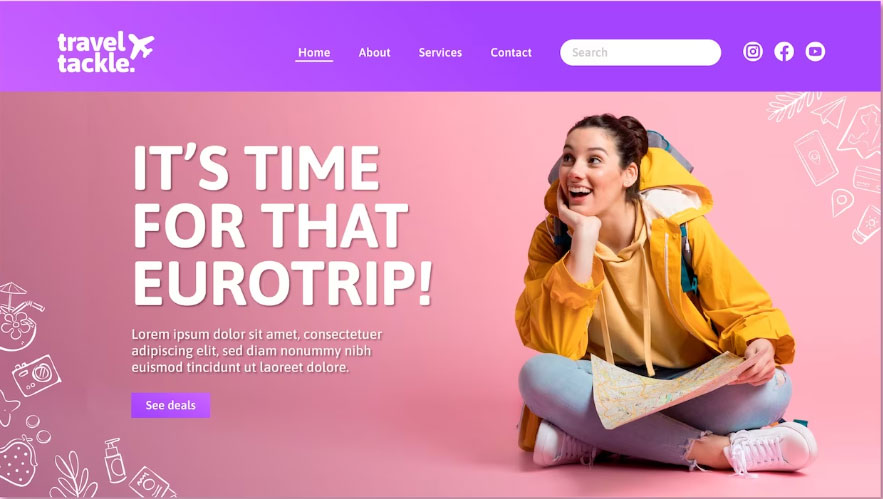 travel
tackle.
Home About Services Contact Search
IT'S TIME
FOR THAT
EUROTRIP!
Lorem ipsum dolor sit amet, consectetuer
adipiscing elit, sed diam nonummy nibh
euismod tincidunt ut laoreet dolore.
See deals